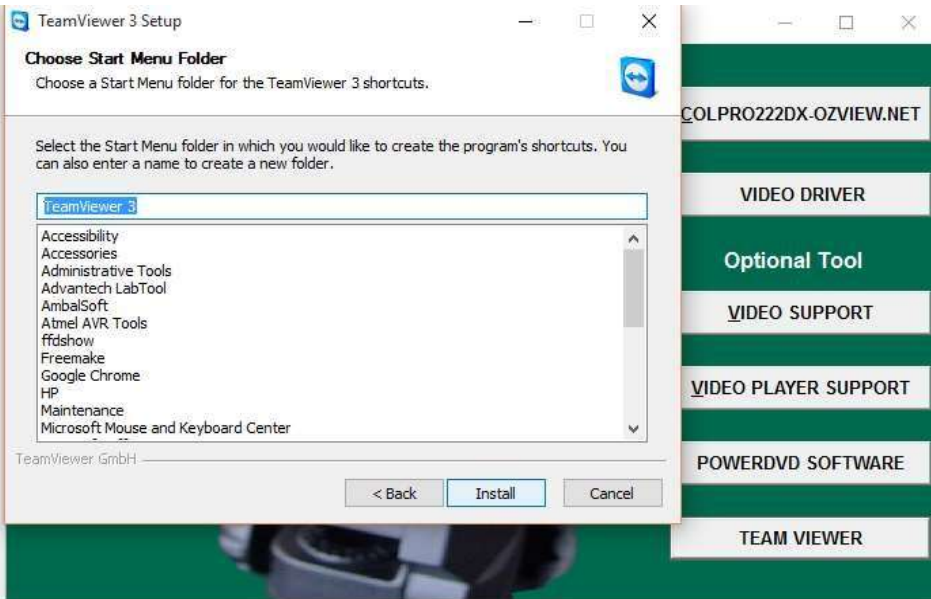 TeamViewer 3 Setup
Choose Start Menu Folder
Choose a Start Menu folder for the TeamViewer 3 shortcuts.
Select the Start Menu folder in which you would like to create the program's shortcuts. You
can also enter a name to create a new folder.
TeamViewer 3
Accessibility
Accessories
Administrative Tools
Advantech LabTool
AmbalSoft
Atmel AVR Tools
ffdshow
Freemake
Google Chrome
HP
Maintenance
Microsoft Mouse and Keyboard Center
TeamViewer GmbH
< Back
Install
Cancel
COLPRO222DX-OZVIEW.NET
VIDEO DRIVER
Optional Tool
VIDEO SUPPORT
VIDEO PLAYER SUPPORT
POWERDVD SOFTWARE
TEAM VIEWER